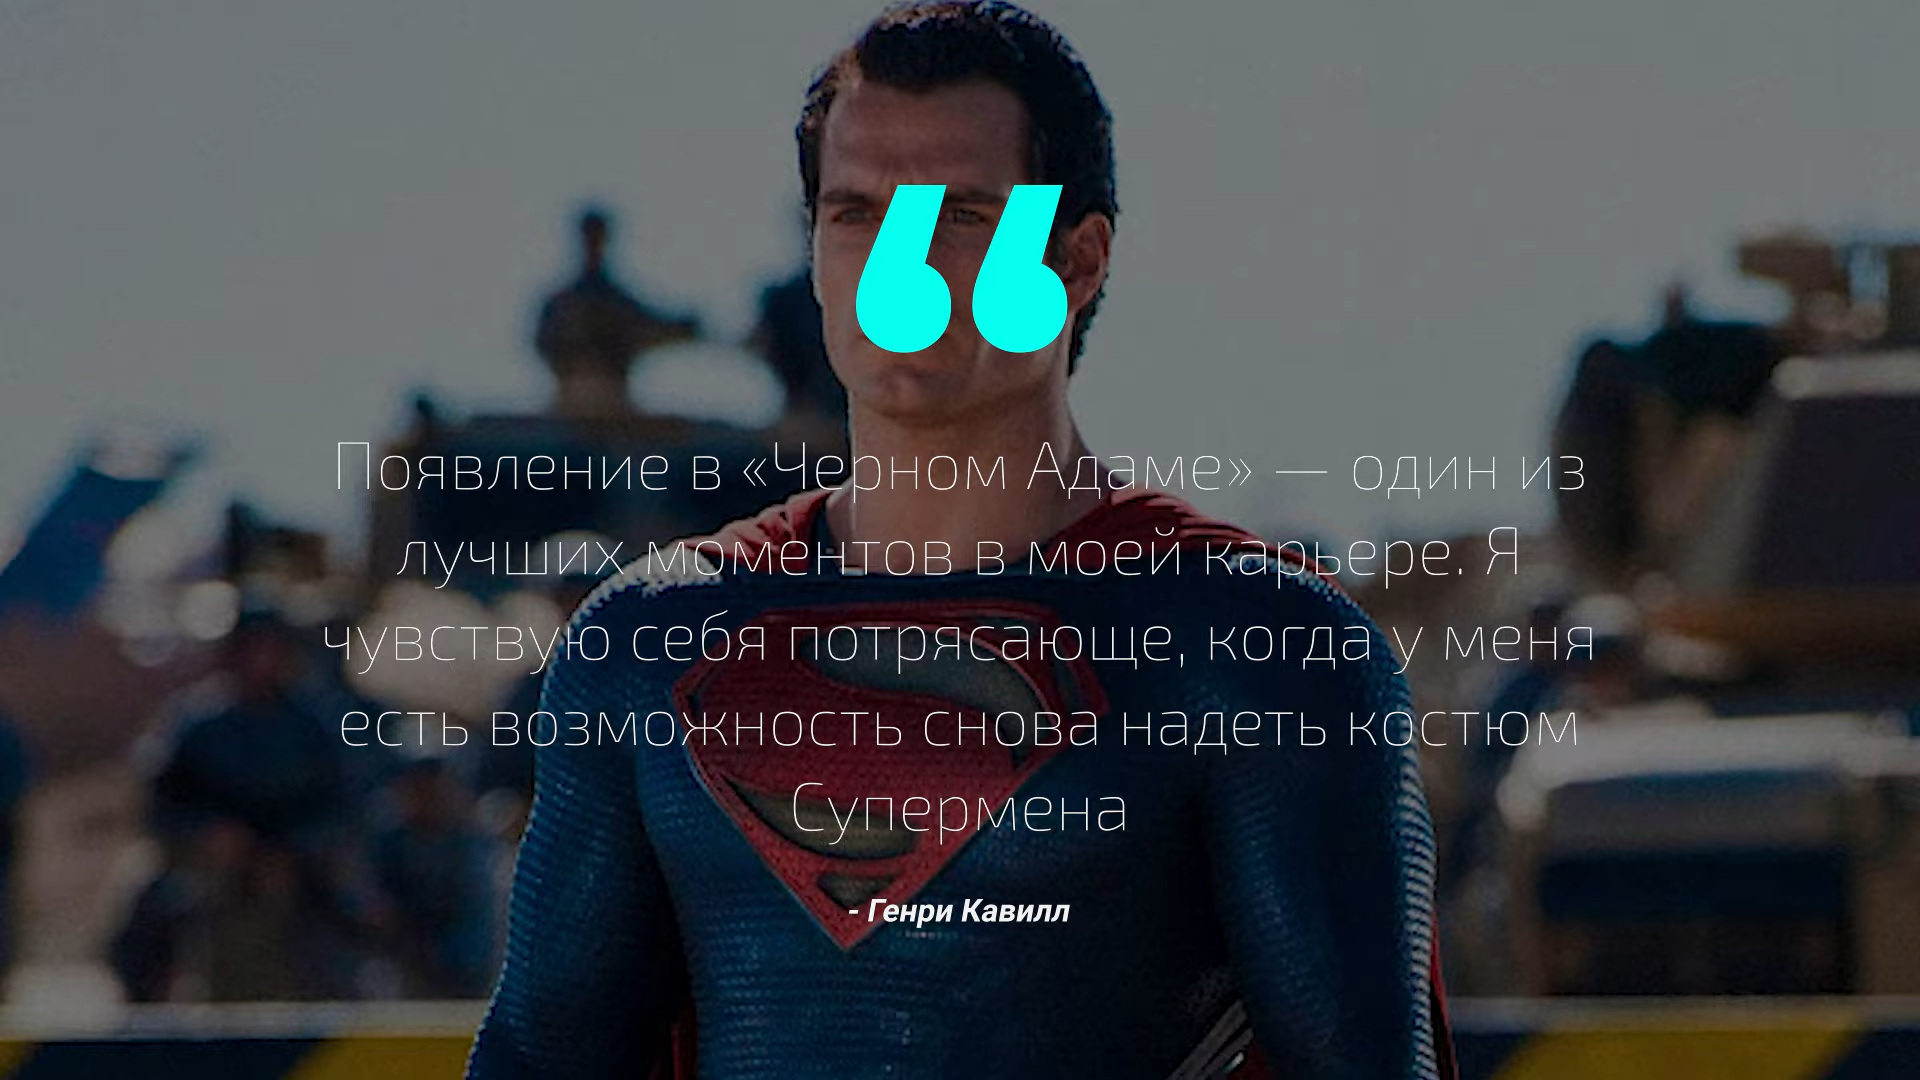 Появление в «Черном Адаме» — один из
лучших моментов в моей карьере. Я
чувствую себя потрясающе, когда у меня
есть возможность снова надеть костюм
Супермена
- Генри Кавилл